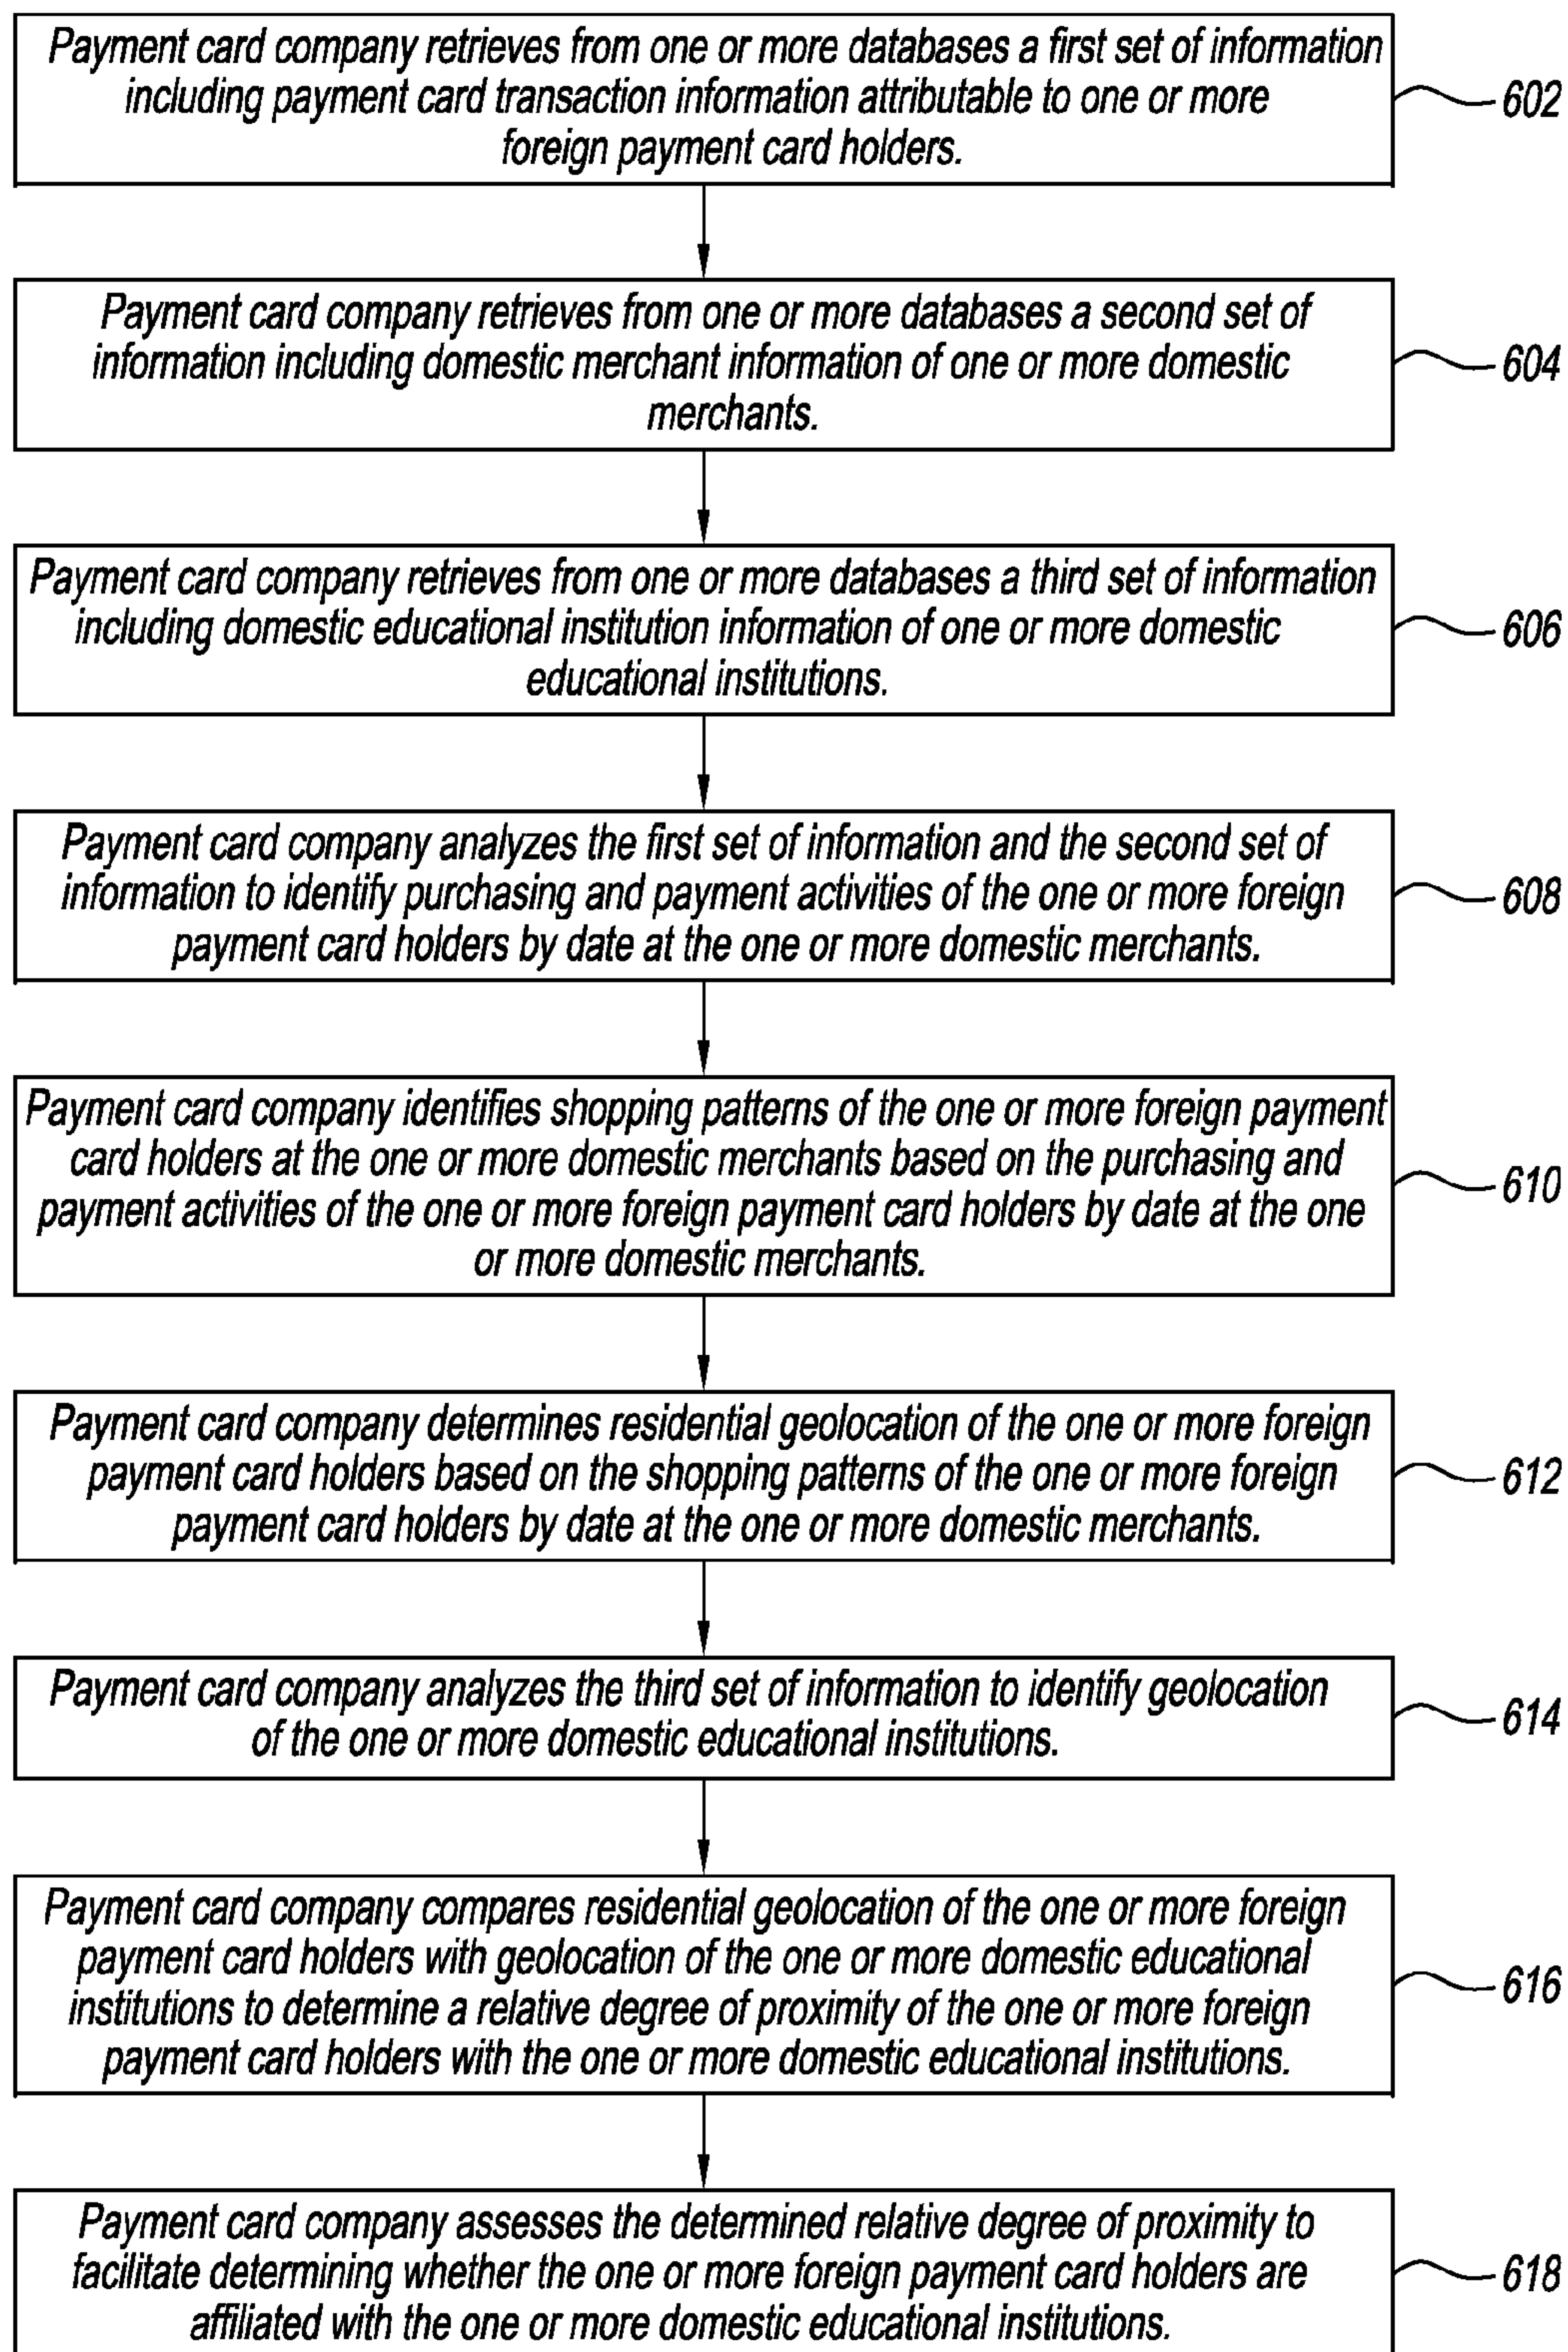 Payment card company retrieves from one or more databases a first set of information
including payment card transaction information attributable to one or more
foreign payment card holders.
602
Payment card company retrieves from one or more databases a second set of
information including domestic merchant information of one or more domestic
merchants.
604
Payment card company retrieves from one or more databases a third set of information
including domestic educational institution information of one or more domestic
educational institutions.
606
Payment card company analyzes the first set of information and the second set of
information to identify purchasing and payment activities of the one or more foreign
payment card holders by date at the one or more domestic merchants.
608
Payment card company identifies shopping patterns of the one or more foreign payment
card holders at the one or more domestic merchants based on the purchasing and
payment activities of the one or more foreign payment card holders by date at the one
or more domestic merchants.
610
Payment card company determines residential geolocation of the one or more foreign
payment card holders based on the shopping patterns of the one or more foreign
payment card holders by date at the one or more domestic merchants.
612
Payment card company analyzes the third set of information to identify geolocation
of the one or more domestic educational institutions.
614
Payment card company compares residential geolocation of the one or more foreign
payment card holders with geolocation of the one or more domestic educational
institutions to determine a relative degree of proximity of the one or more foreign
payment card holders with the one or more domestic educational institutions.
616
Payment card company assesses the determined relative degree of proximity to
facilitate determining whether the one or more foreign payment card holders are
affiliated with the one or more domestic educational institutions.
618